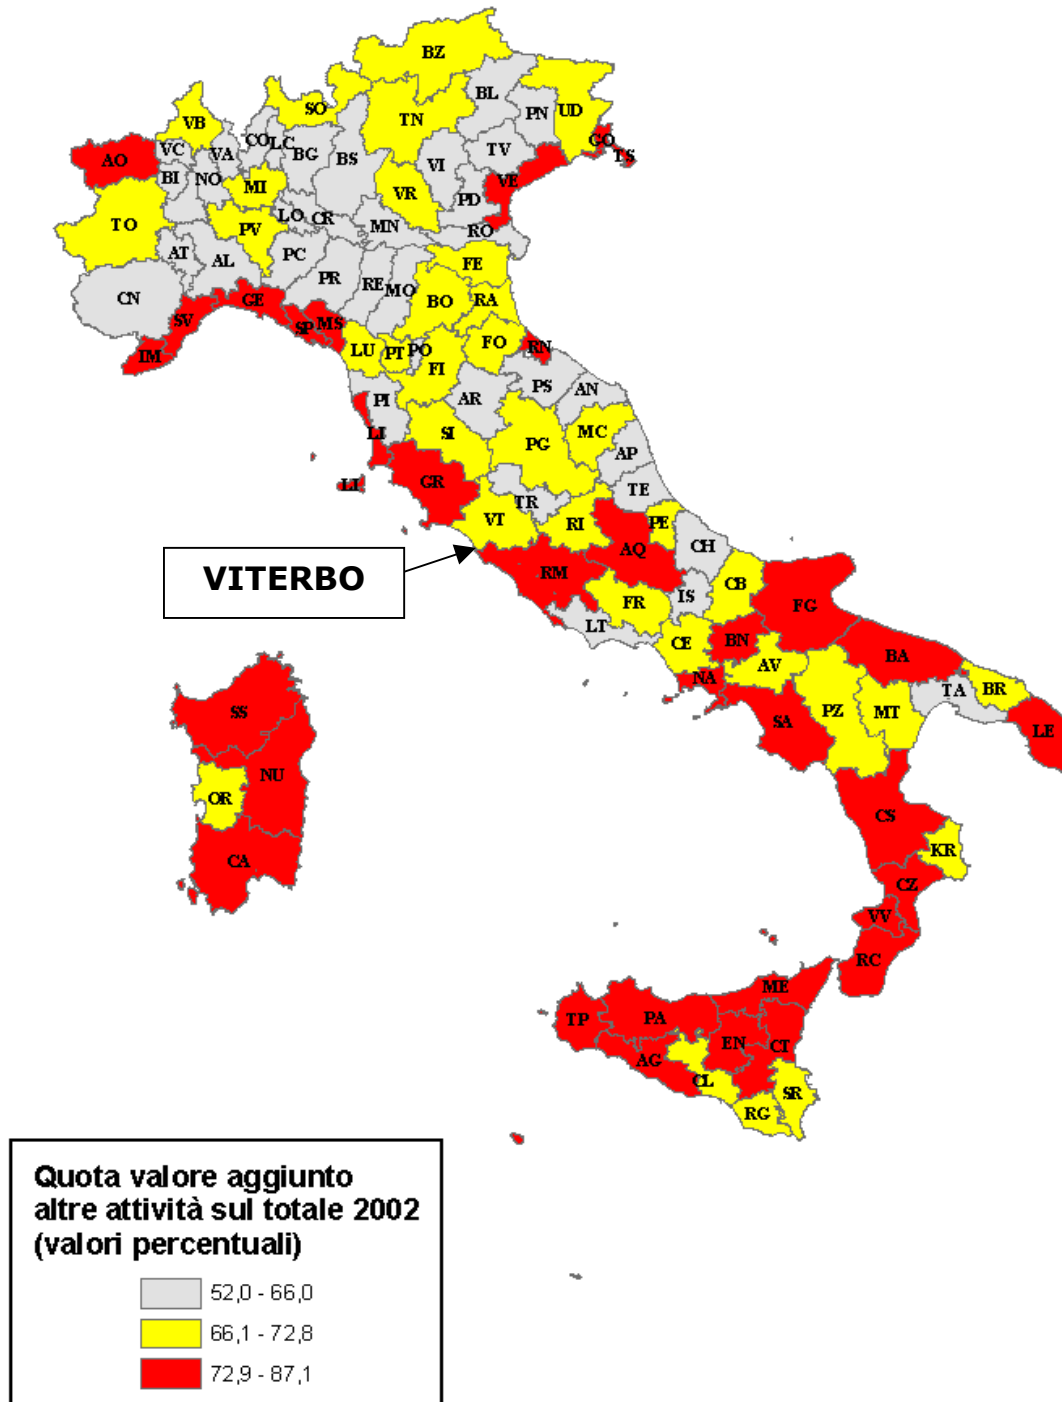 BZ
BL
SO
TN
PN
UD
VB
GO
TS
AO
VC
VA
CO
LC
BG
BS
VI
TV
VE
BI
NO
MI
VR
PD
TO
PV
LO
CR
MN
RO
AT
AL
PC
PR
RE
MO
FE
CN
GE
BO
RA
SV
SP
MS
IM
LU
PT
PO
FI
FO
RN
PI
AR
PS
AN
LI
SI
PG
MC
AP
LI
GR
TR
TE
VT
RI
PE
AQ
CH
VITERBO
RM
FR
IS
CB
FG
LT
CE
BN
BA
NA
AV
TA
BR
SS
SA
PZ
MT
LE
NU
OR
CS
CA
KR
CZ
VV
RC
ME
TP
PA
EN
CT
AG
CL
SR
RG
Quota valore aggiunto
altre attività sul totale 2002
(valori percentuali)
52,0 - 66,0
66,1 - 72,8
72,9 - 87,1